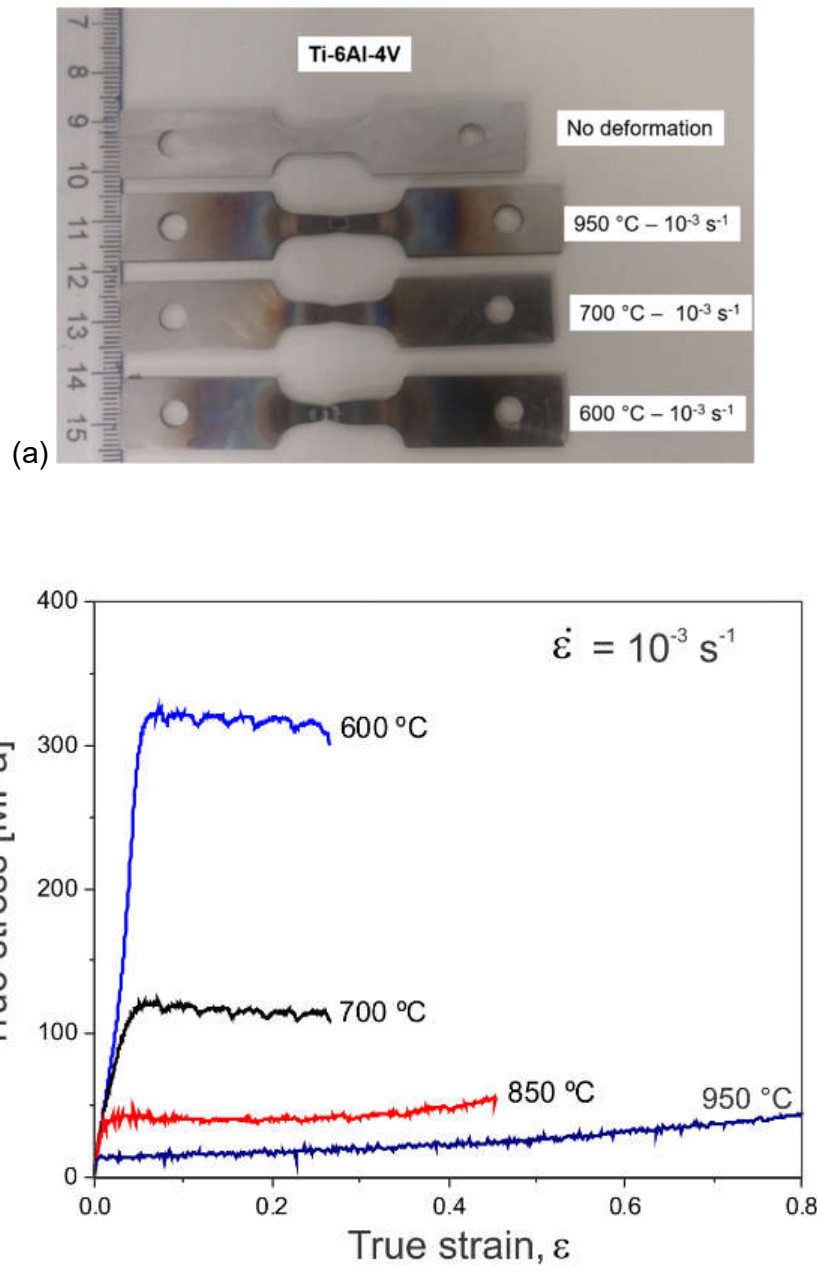 Ti-6Al-4V
7
8
9
10
11
12
13
14
15
No deformation
950 °C – 10⁻³ s⁻¹
700 °C – 10⁻³ s⁻¹
600 °C – 10⁻³ s⁻¹
(a)
400
300
200
100
0
ε̇ = 10⁻³ s⁻¹
600 ºC
700 ºC
850 ºC
950 °C
0.0 0.2 0.4 0.6 0.8
True strain, ε